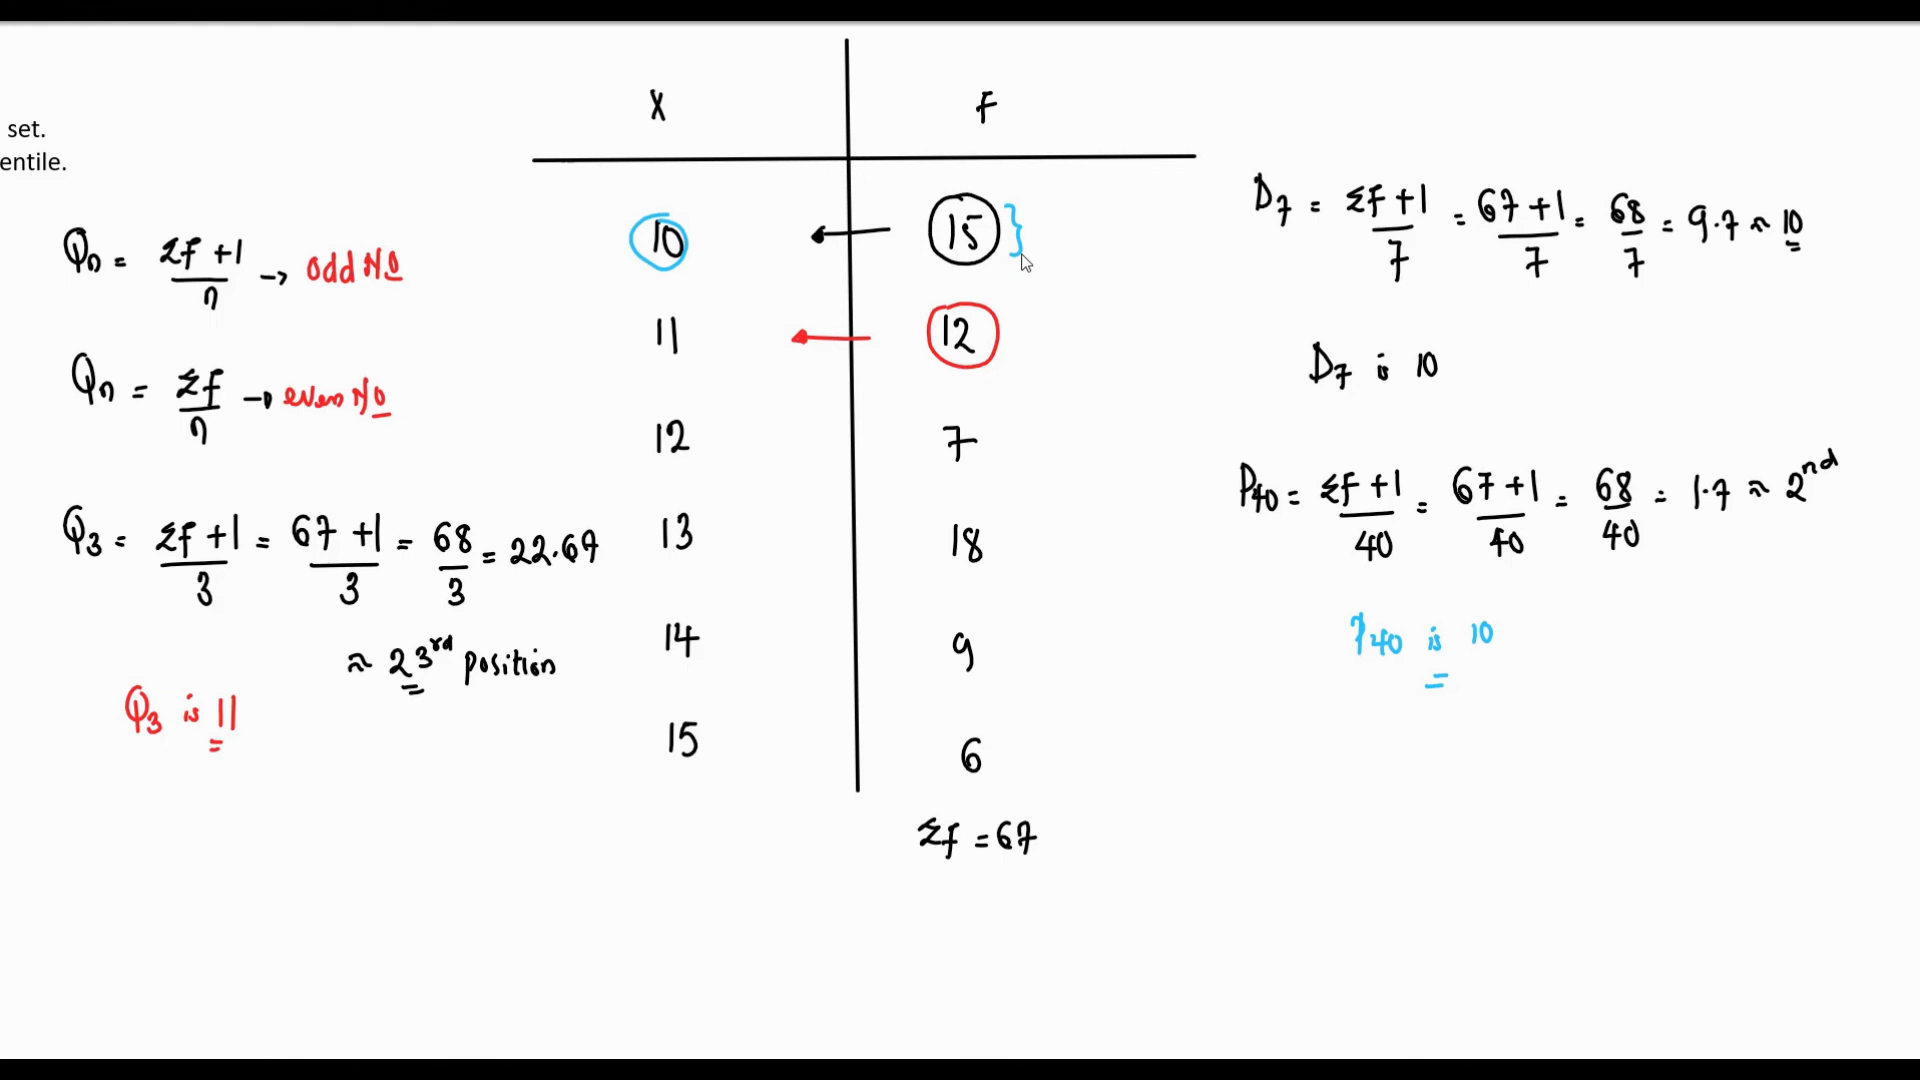 set.
entile.
Qn = Σf +1 / n → odd No
Qn = Σf / n → even No
Q3 = Σf +1 / 3 = 67 +1 / 3 = 68 / 3 = 22.67
≈ 23rd position
Q3 is 11
X F
10 15
11 12
12 7
13 18
14 9
15 6
Σf = 67
D7 = Σf +1 / 7 = 67 +1 / 7 = 68 / 7 = 9.7 ≈ 10
D7 is 10
P40 = Σf +1 / 40 = 67 +1 / 40 = 68 / 40 = 1.7 ≈ 2nd
P40 is 10